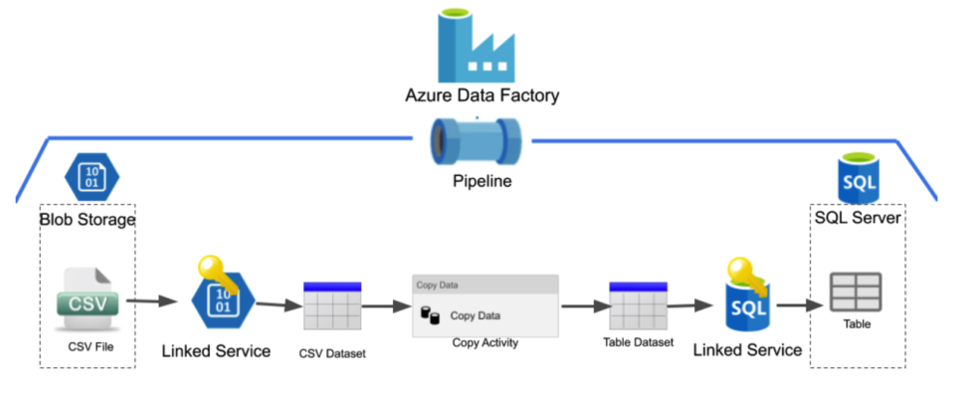 Azure Data Factory
Pipeline
10
01
Blob Storage
SQL
SQL Server
CSV
CSV File
10
01
Linked Service
CSV Dataset
Copy Data
Copy Data
Copy Activity
Table Dataset
SQL
Linked Service
Table